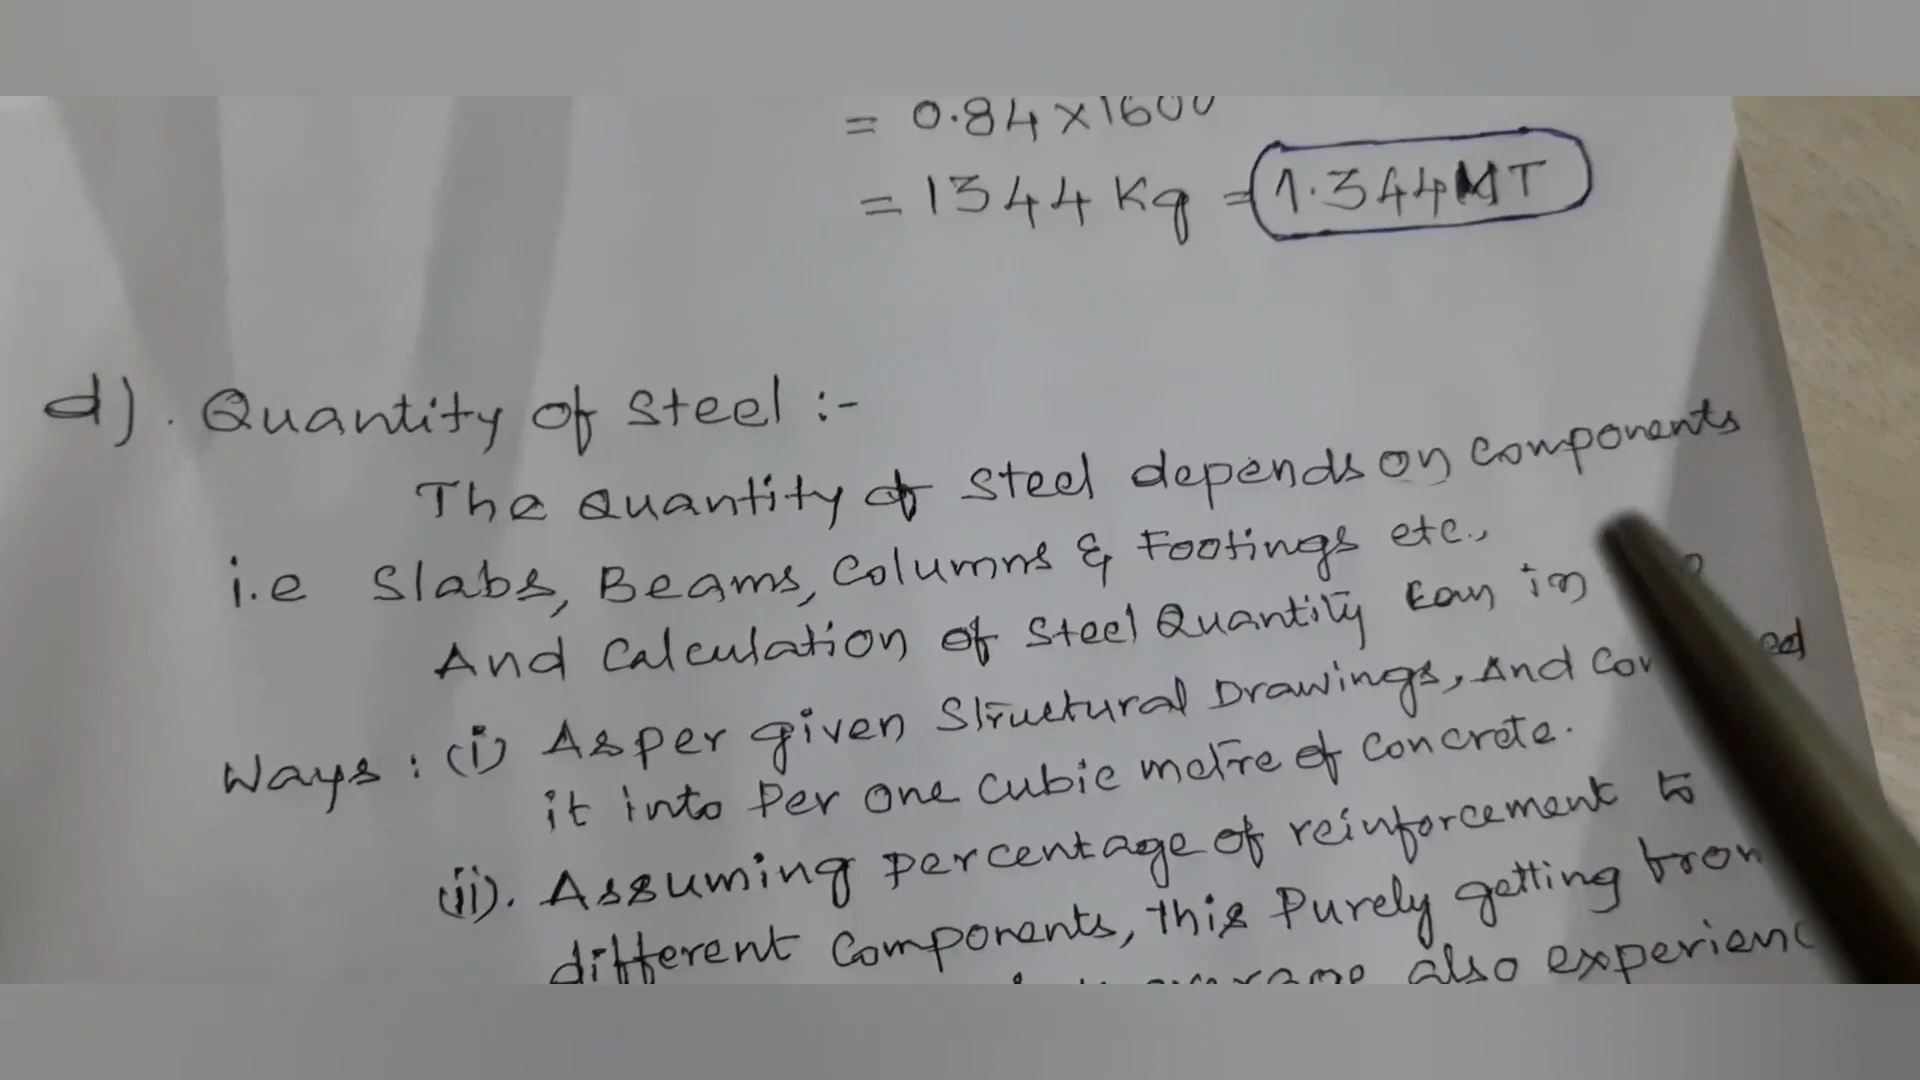 = 0.84 × 1600
= 1344 Kg = 1.344 MT
d). Quantity of Steel :-
The Quantity of Steel depends on components
i.e Slabs, Beams, Columns & Footings etc.,
And Calculation of Steel Quantity can in
Ways : (i) As per given Structural Drawings, And
it into Per one cubic metre of concrete.
(ii). Assuming percentage of reinforcement to
different components, this Purely getting from
also